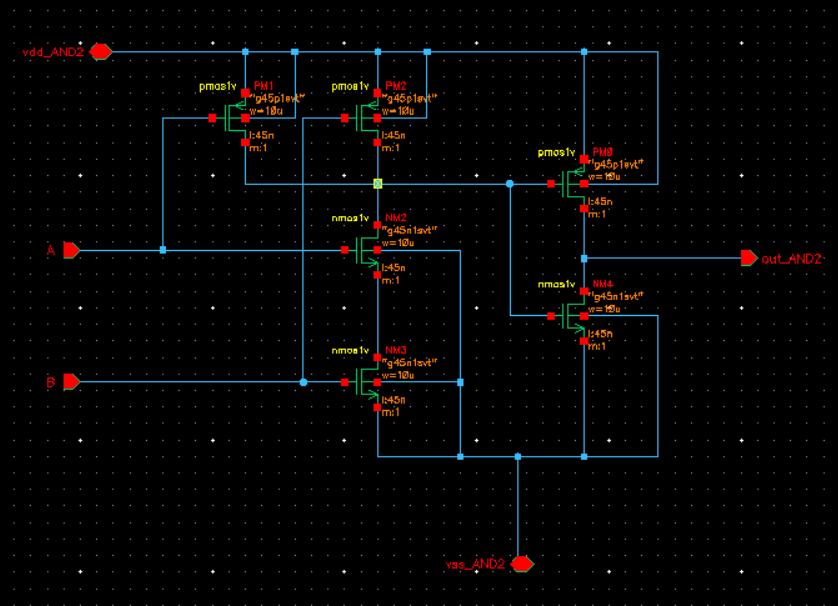 vdd_AND2
pmos1v PM1
"g45p1svt"
w=10u
l:45n
m:1
pmos1v PM2
"g45p1svt"
w=10u
l:45n
m:1
pmos1v PM0
"g45p1svt"
w=10u
l:45n
m:1
nmos1v NM2
"g45n1svt"
w=10u
l:45n
m:1
A
out_AND2
nmos1v NM4
"g45n1svt"
w=10u
l:45n
m:1
nmos1v NM3
"g45n1svt"
w=10u
l:45n
m:1
B
vss_AND2